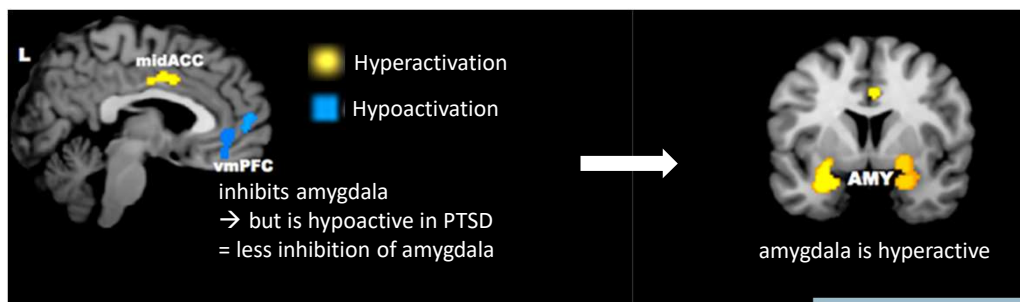 L
midACC
Hyperactivation
Hypoactivation
vmPFC
inhibits amygdala
→ but is hypoactive in PTSD
= less inhibition of amygdala
AMY
amygdala is hyperactive